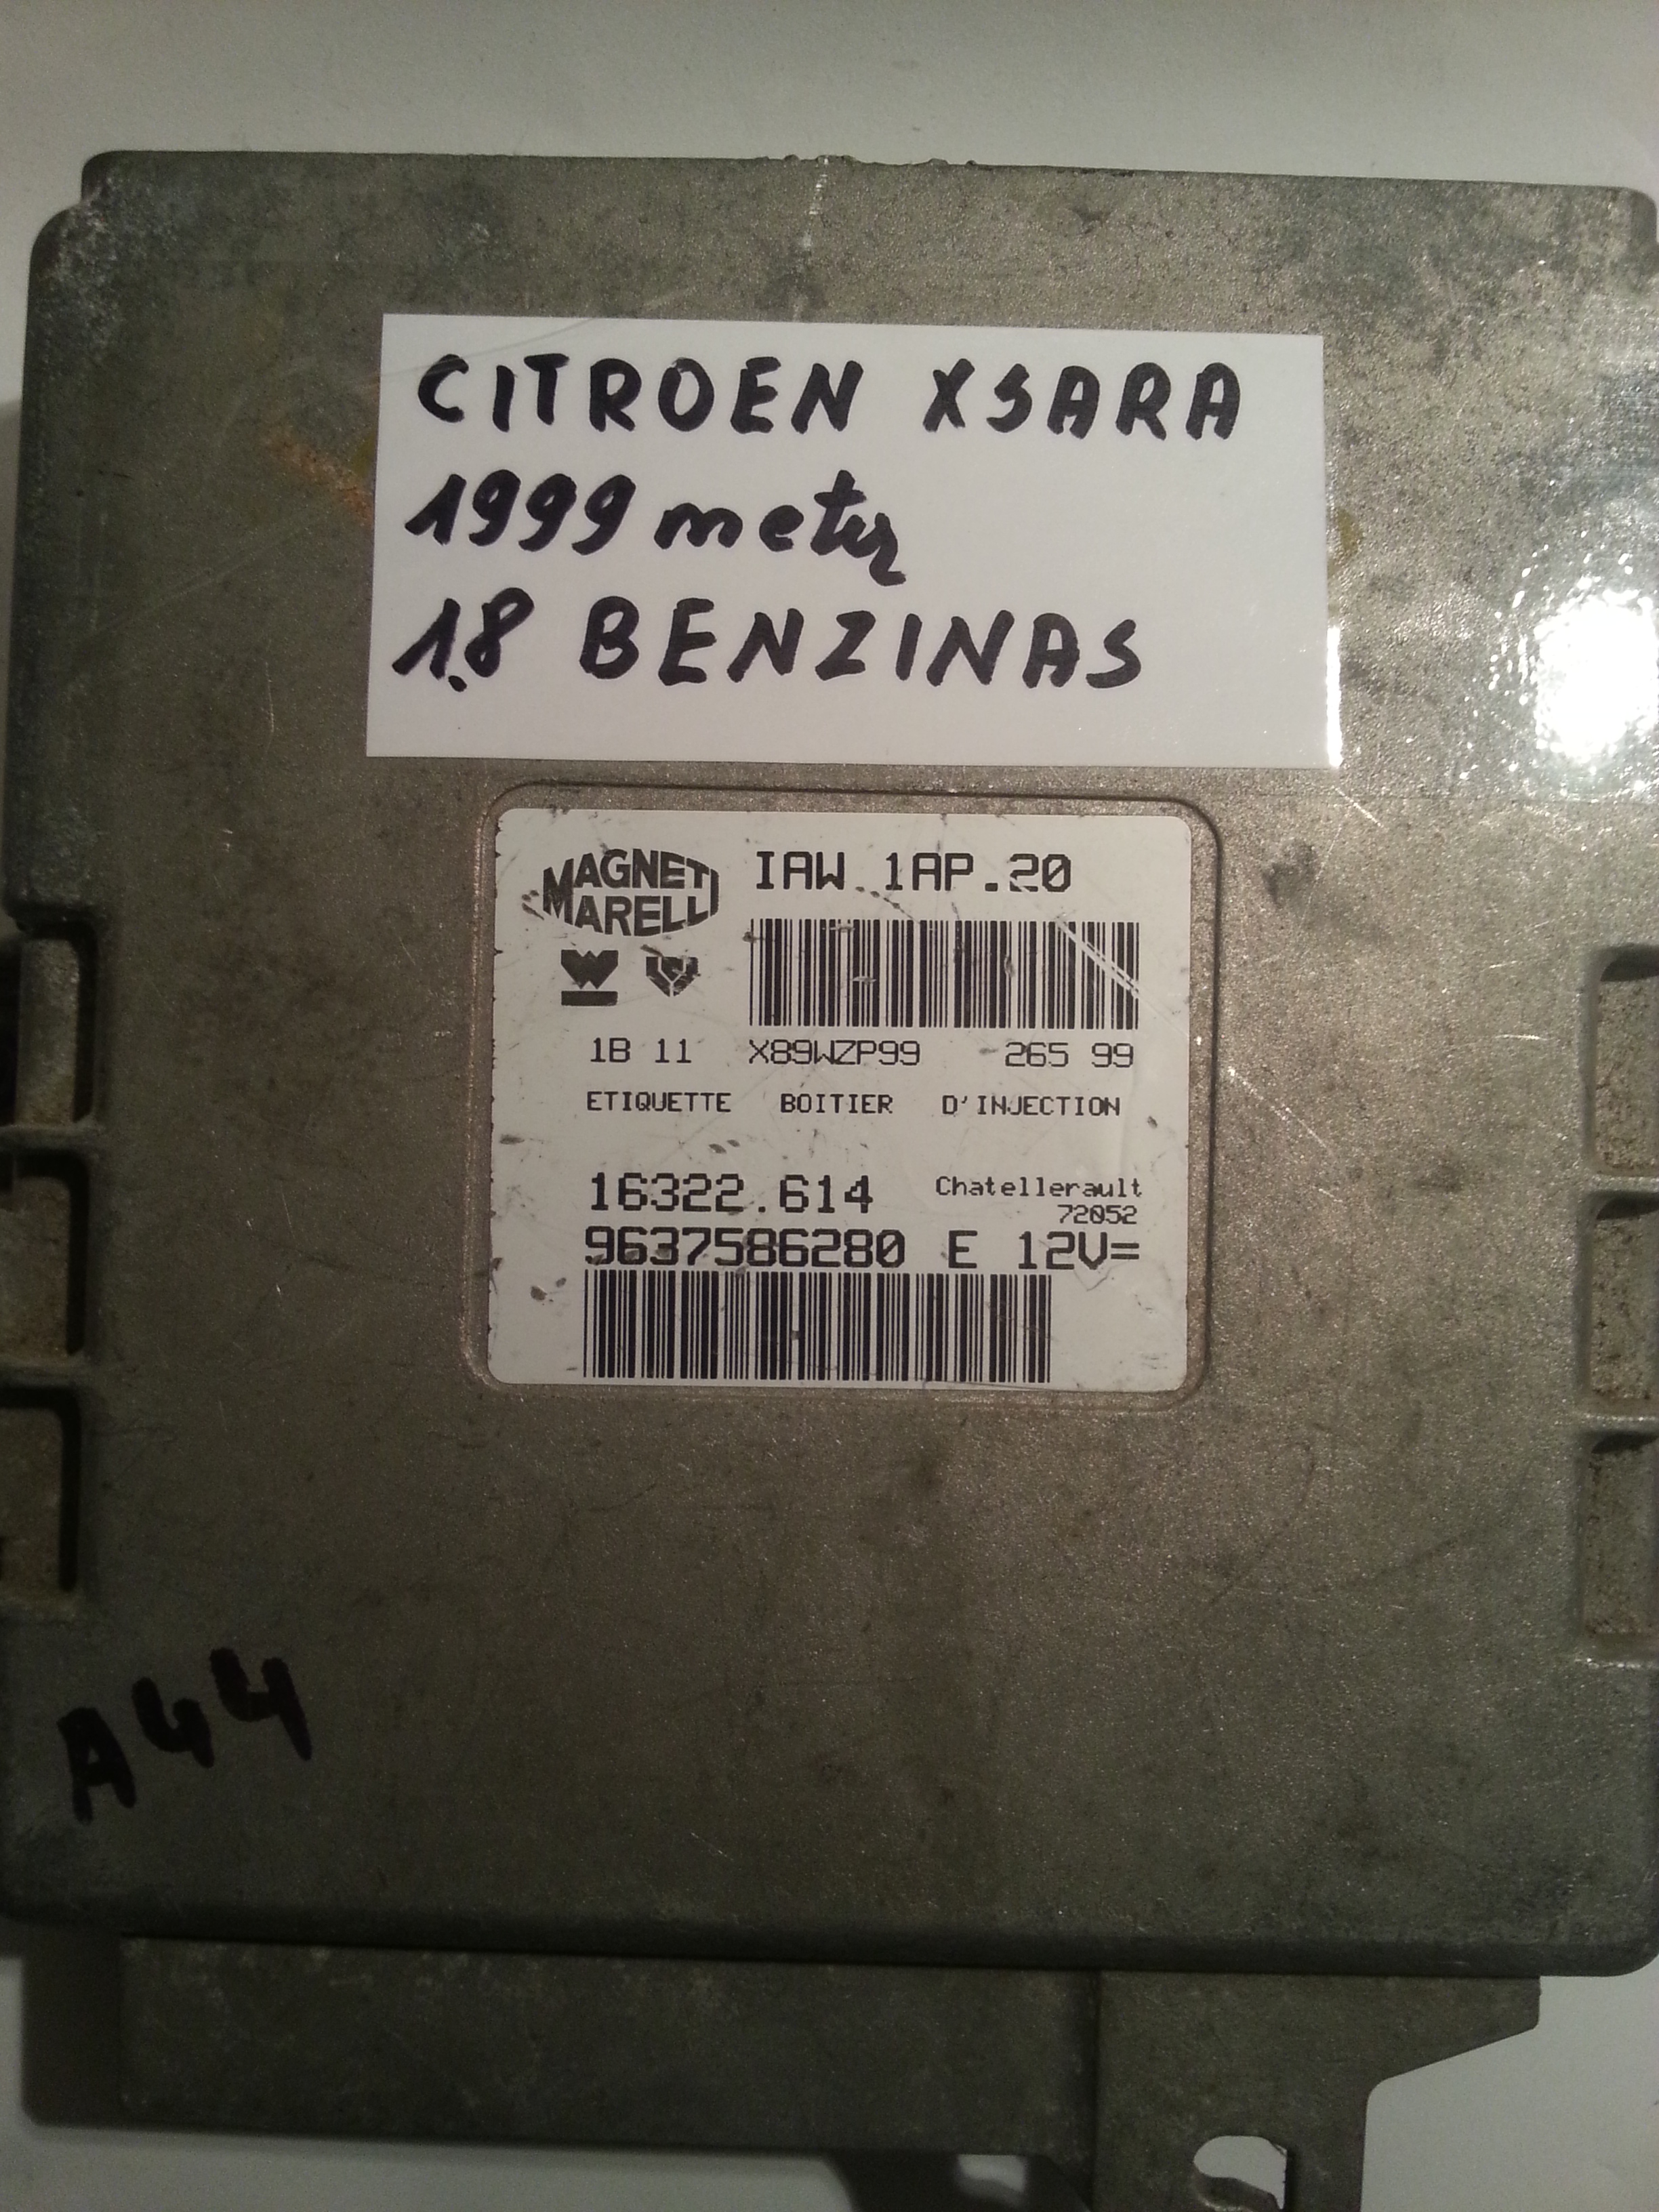 CITROEN XSARA
1999 metų
1.8 BENZINAS
MAGNETI MARELLI
IAW 1AP.20
1B 11 X89WZP99 265 99
ETIQUETTE BOITIER D'INJECTION
16322.614 Chatellerault
72052
9637586280 E 12V=
A44